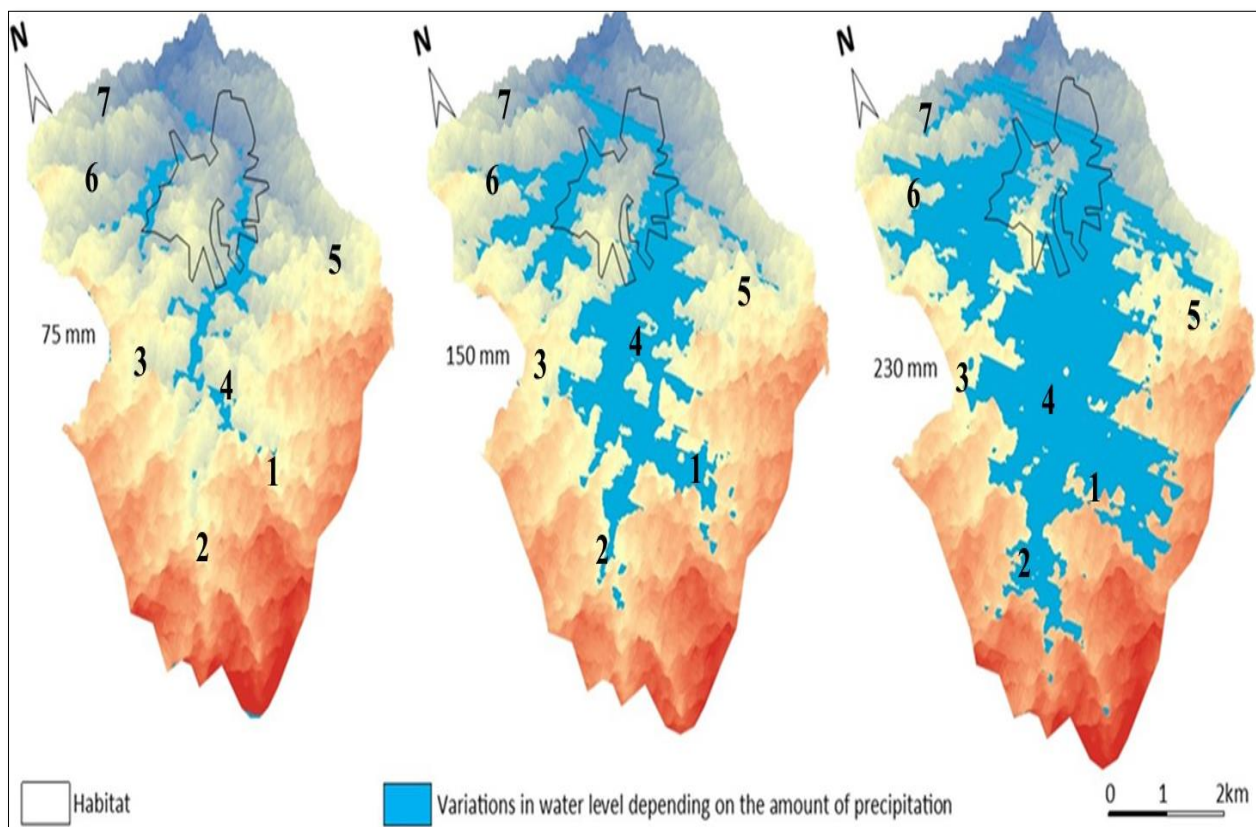 N N N
7 7 7
6 6 6
5 5 5
75 mm 150 mm 230 mm
3 3 3
4 4 4
1 1 1
2 2 2
Habitat Variations in water level depending on the amount of precipitation 0 1 2km